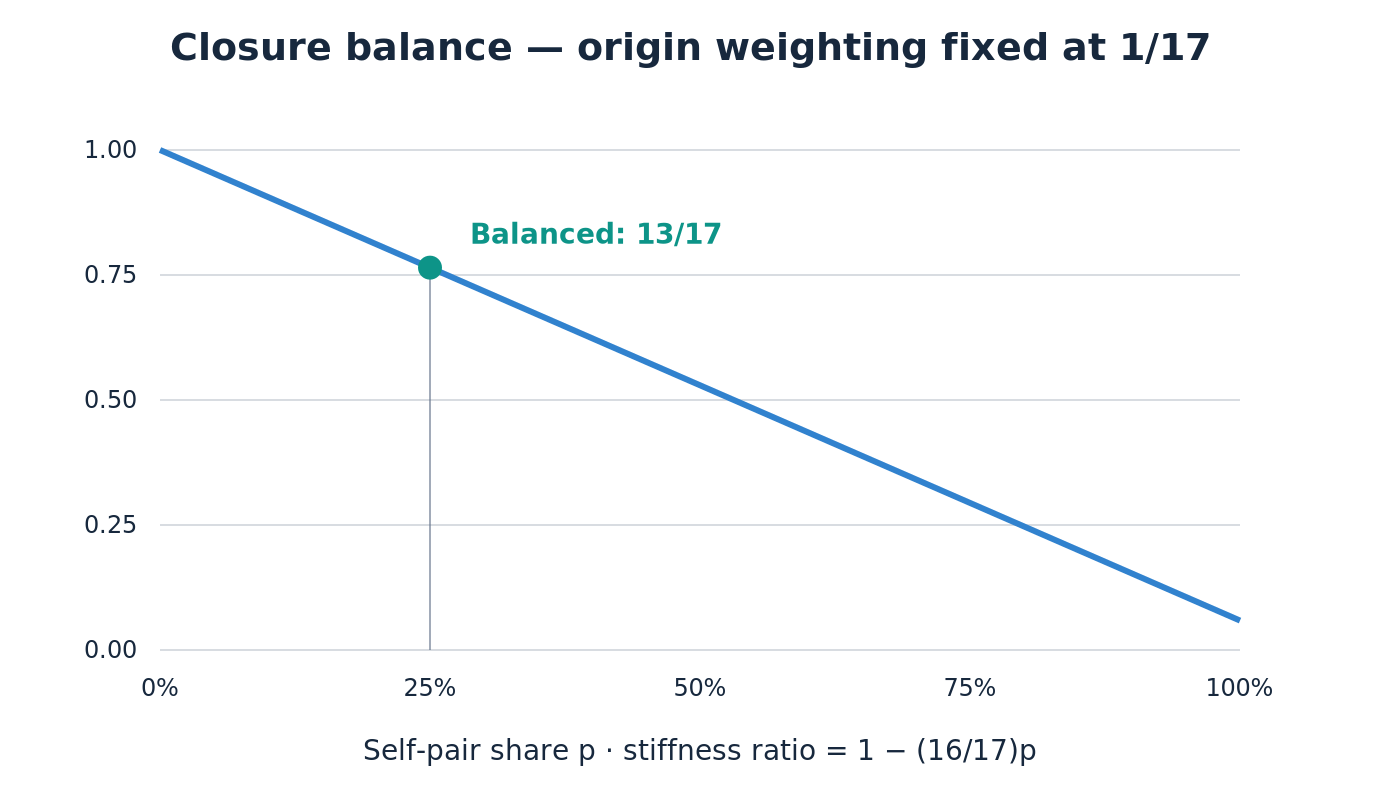 Closure balance — origin weighting fixed at 1/17
1.00
Balanced: 13/17
0.75
0.50
0.25
0.00
0% 25% 50% 75% 100%
Self-pair share p · stiffness ratio = 1 − (16/17)p